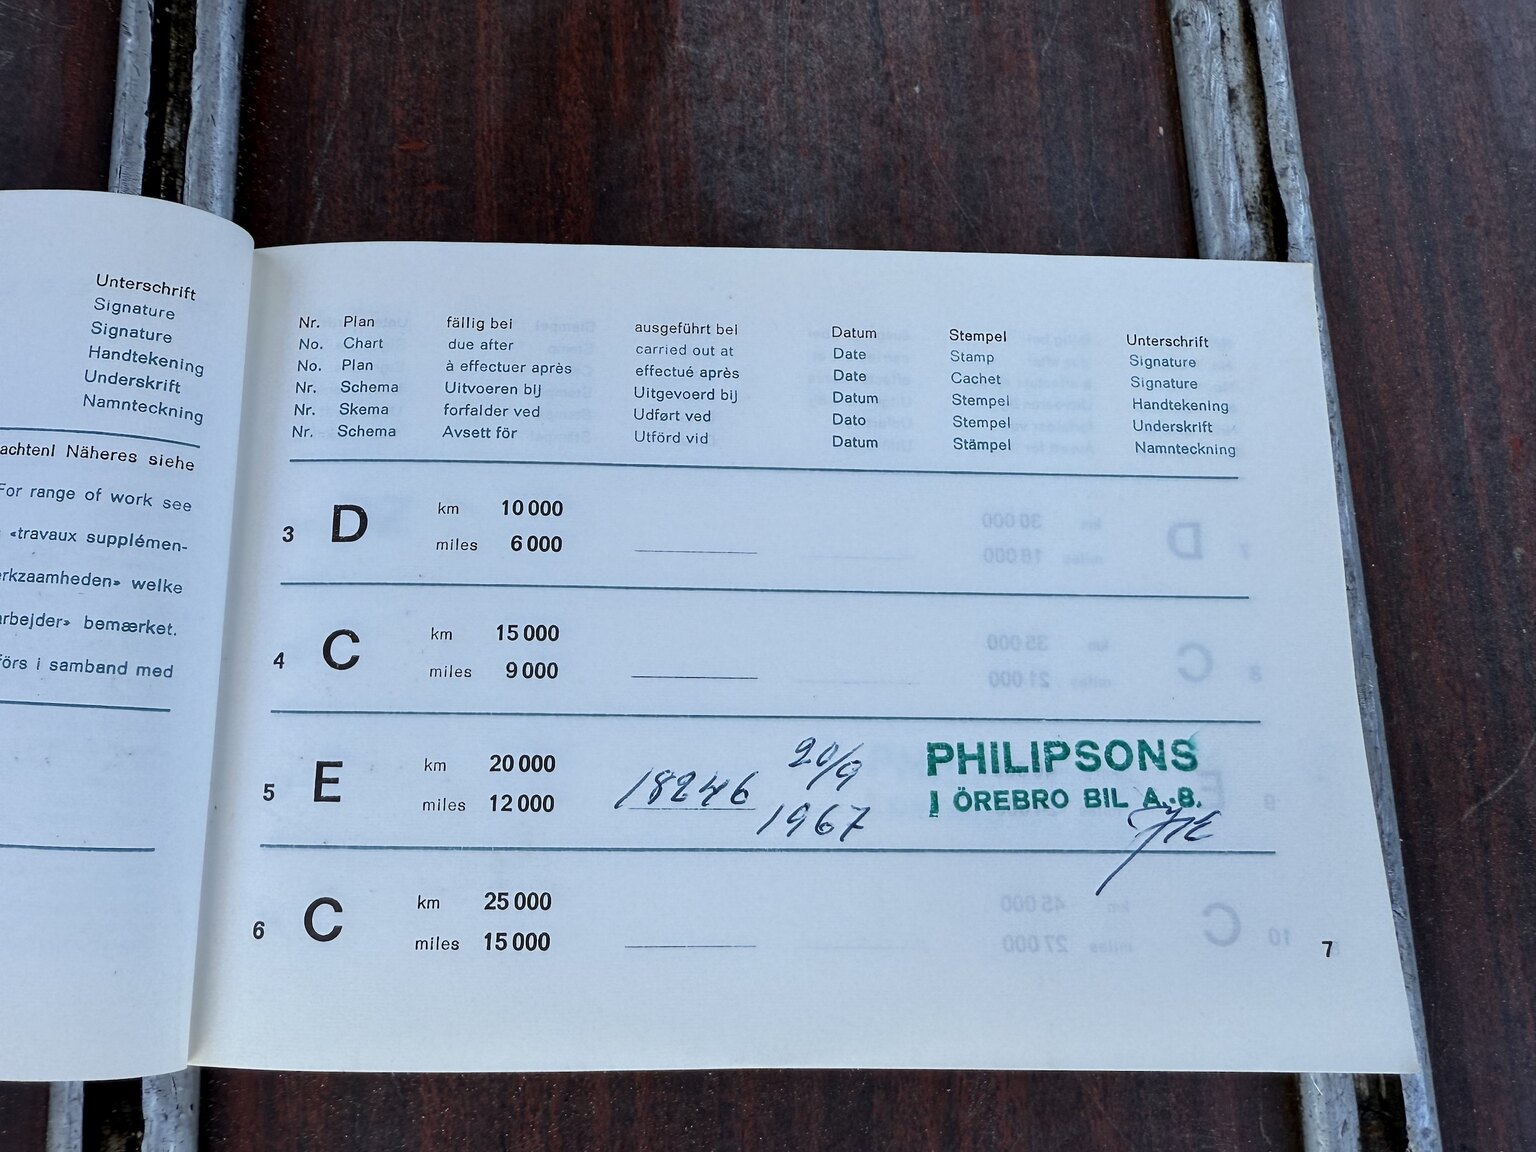 Unterschrift
Signature
Signature
Handtekening
Underskrift
Namnteckning
achten! Näheres siehe
For range of work see
«travaux supplémen-
rkzaamheden» welke
arbejder» bemærket.
förs i samband med
Nr. Plan fällig bei ausgeführt bei Datum Stempel Unterschrift
No. Chart due after carried out at Date Stamp Signature
No. Plan à effectuer après effectué après Date Cachet Signature
Nr. Schema Uitvoeren bij Uitgevoerd bij Datum Stempel Handtekening
Nr. Skema forfalder ved Udført ved Dato Stempel Underskrift
Nr. Schema Avsett för Utförd vid Datum Stämpel Namnteckning
3 D km 10 000
miles 6 000
4 C km 15 000
miles 9 000
5 E km 20 000 18246 20/9 PHILIPSONS
miles 12 000 1967 I ÖREBRO BIL A.-B.
6 C km 25 000
miles 15 000
7